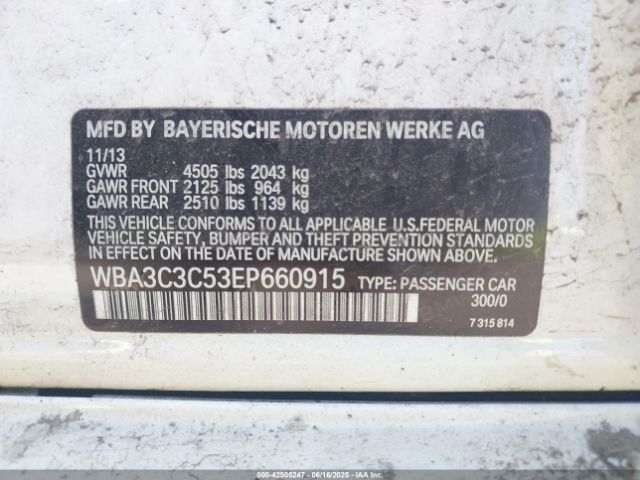 MFD BY BAYERISCHE MOTOREN WERKE AG
11/13
GVWR 4505 lbs 2043 kg
GAWR FRONT 2125 lbs 964 kg
GAWR REAR 2510 lbs 1139 kg
THIS VEHICLE CONFORMS TO ALL APPLICABLE U.S.FEDERAL MOTOR
VEHICLE SAFETY, BUMPER AND THEFT PREVENTION STANDARDS
IN EFFECT ON THE DATE OF MANUFACTURE SHOWN ABOVE.
WBA3C3C53EP660915 TYPE: PASSENGER CAR
300/0
7 315 814
000-42505247 - 06/16/2025 - IAAI.COM